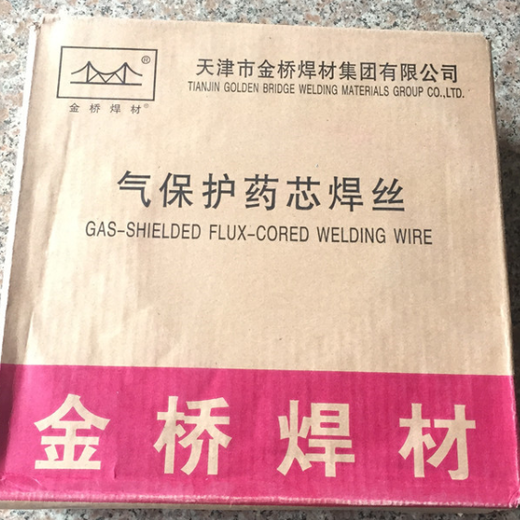 ®
金桥焊材®
天津市金桥焊材集团有限公司
TIANJIN GOLDEN BRIDGE WELDING MATERIALS GROUP CO.,LTD.
气保护药芯焊丝
GAS-SHIELDED FLUX-CORED WELDING WIRE
金桥焊材